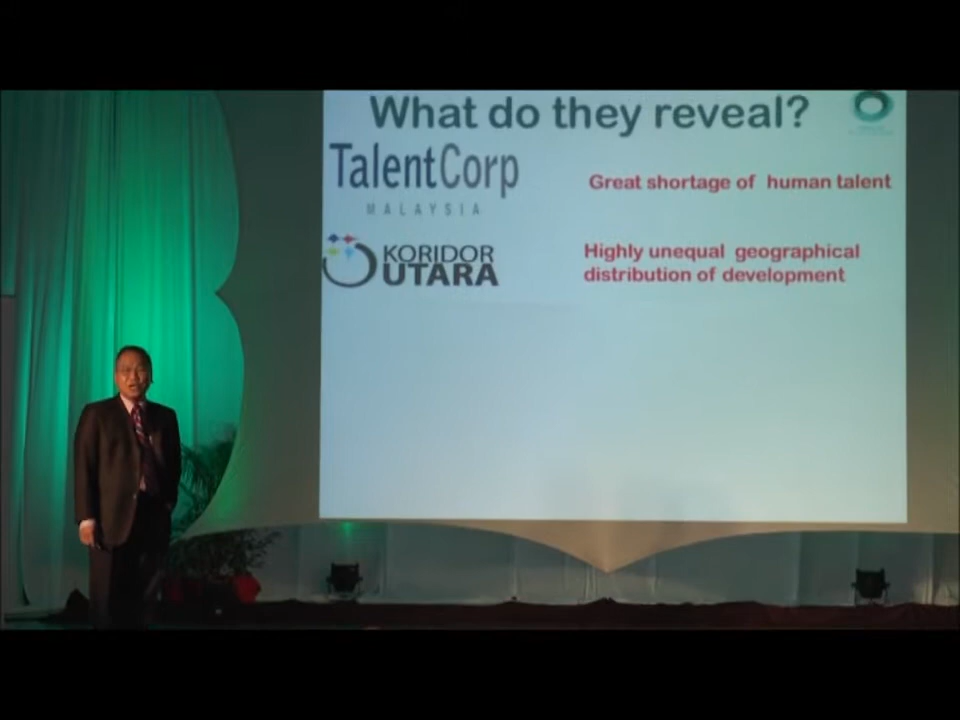 What do they reveal?
TalentCorp
MALAYSIA
Great shortage of human talent
KORIDOR
UTARA
Highly unequal geographical
distribution of development